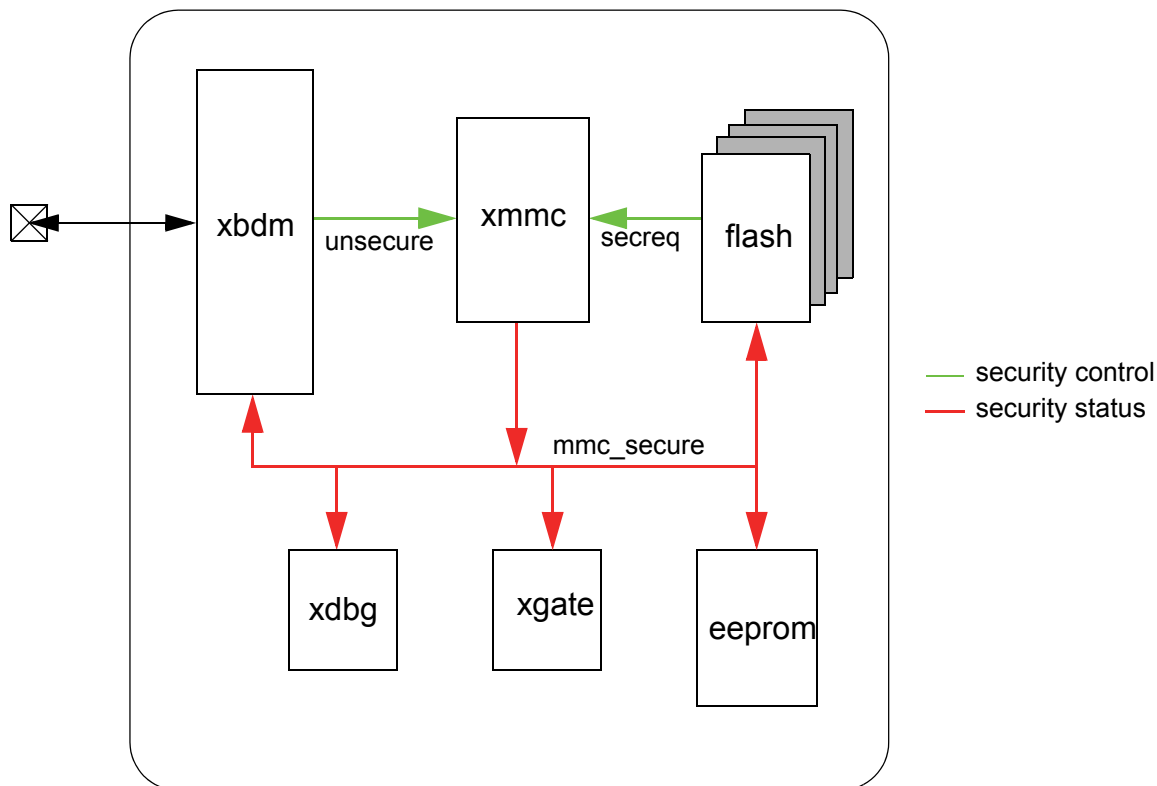 xbdm
xmmc
flash
unsecure
secreq
security control
security status
mmc_secure
xdbg
xgate
eeprom